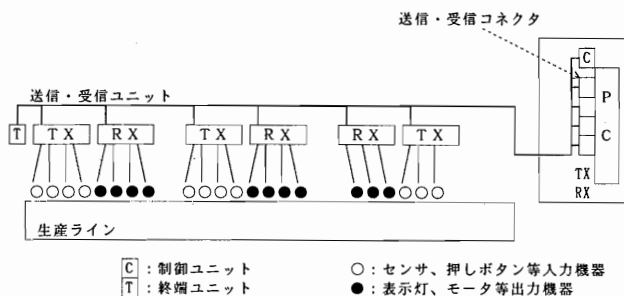 送信・受信コネクタ
C
送信・受信ユニット
P
T
TX
RX
TX
RX
RX
TX
C
TX
RX
生産ライン
C：制御ユニット
○：センサ、押しボタン等入力機器
T：終端ユニット
●：表示灯、モータ等出力機器